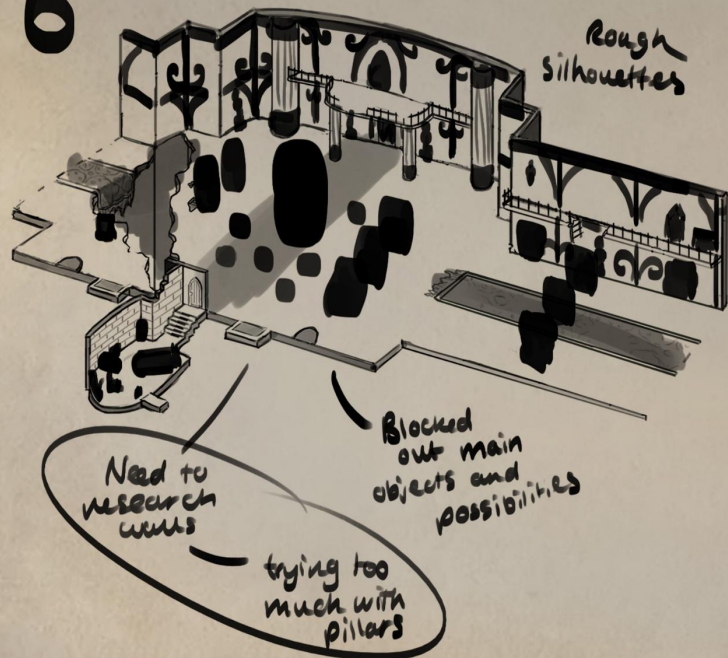 Rough
silhouettes
Blocked
out main
objects and
possibilities
Need to
research
walls
trying too
much with
pillars